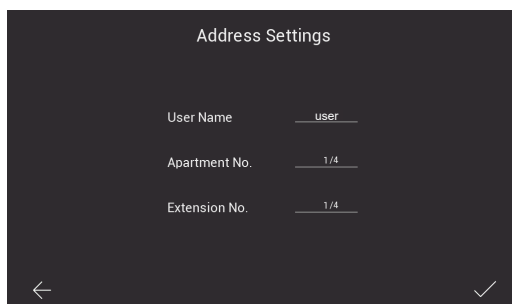 Address Settings
User Name user
Apartment No. 1/4
Extension No. 1/4